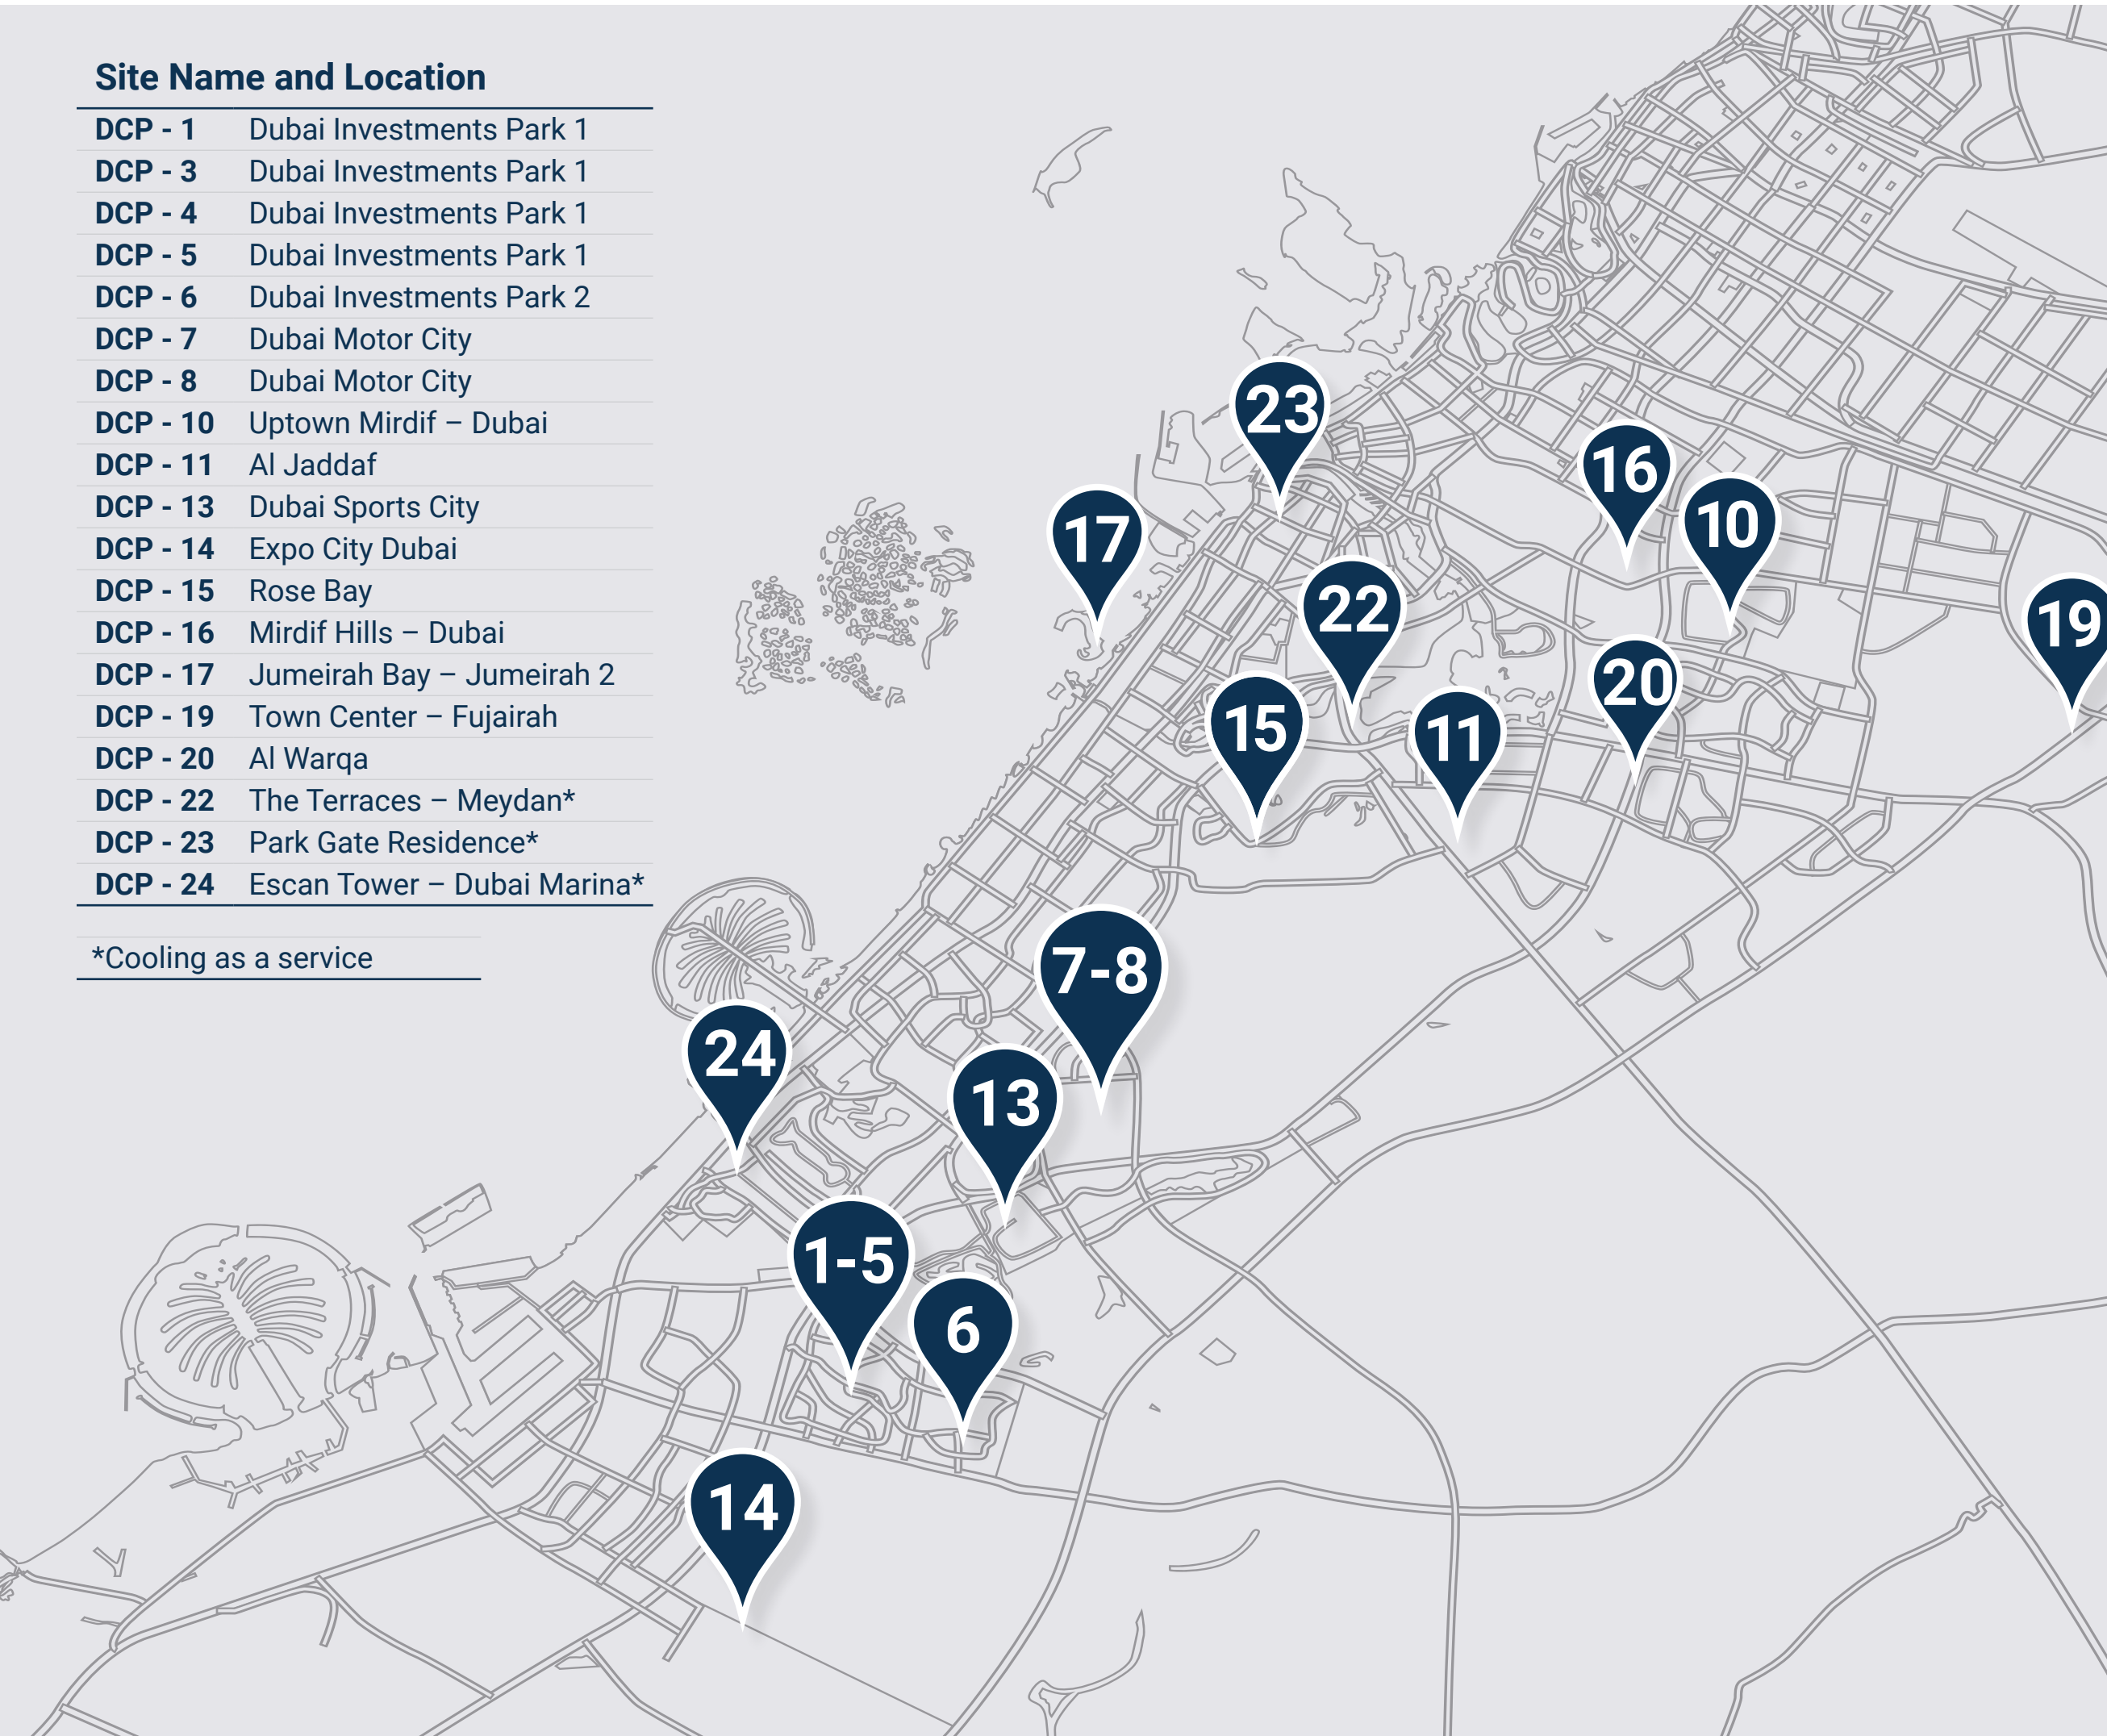 Site Name and Location
DCP - 1 Dubai Investments Park 1
DCP - 3 Dubai Investments Park 1
DCP - 4 Dubai Investments Park 1
DCP - 5 Dubai Investments Park 1
DCP - 6 Dubai Investments Park 2
DCP - 7 Dubai Motor City
DCP - 8 Dubai Motor City
DCP - 10 Uptown Mirdif – Dubai
DCP - 11 Al Jaddaf
DCP - 13 Dubai Sports City
DCP - 14 Expo City Dubai
DCP - 15 Rose Bay
DCP - 16 Mirdif Hills – Dubai
DCP - 17 Jumeirah Bay – Jumeirah 2
DCP - 19 Town Center – Fujairah
DCP - 20 Al Warqa
DCP - 22 The Terraces – Meydan*
DCP - 23 Park Gate Residence*
DCP - 24 Escan Tower – Dubai Marina*
*Cooling as a service
23
16
10
17
22
19
20
15
11
7-8
24
13
1-5
6
14